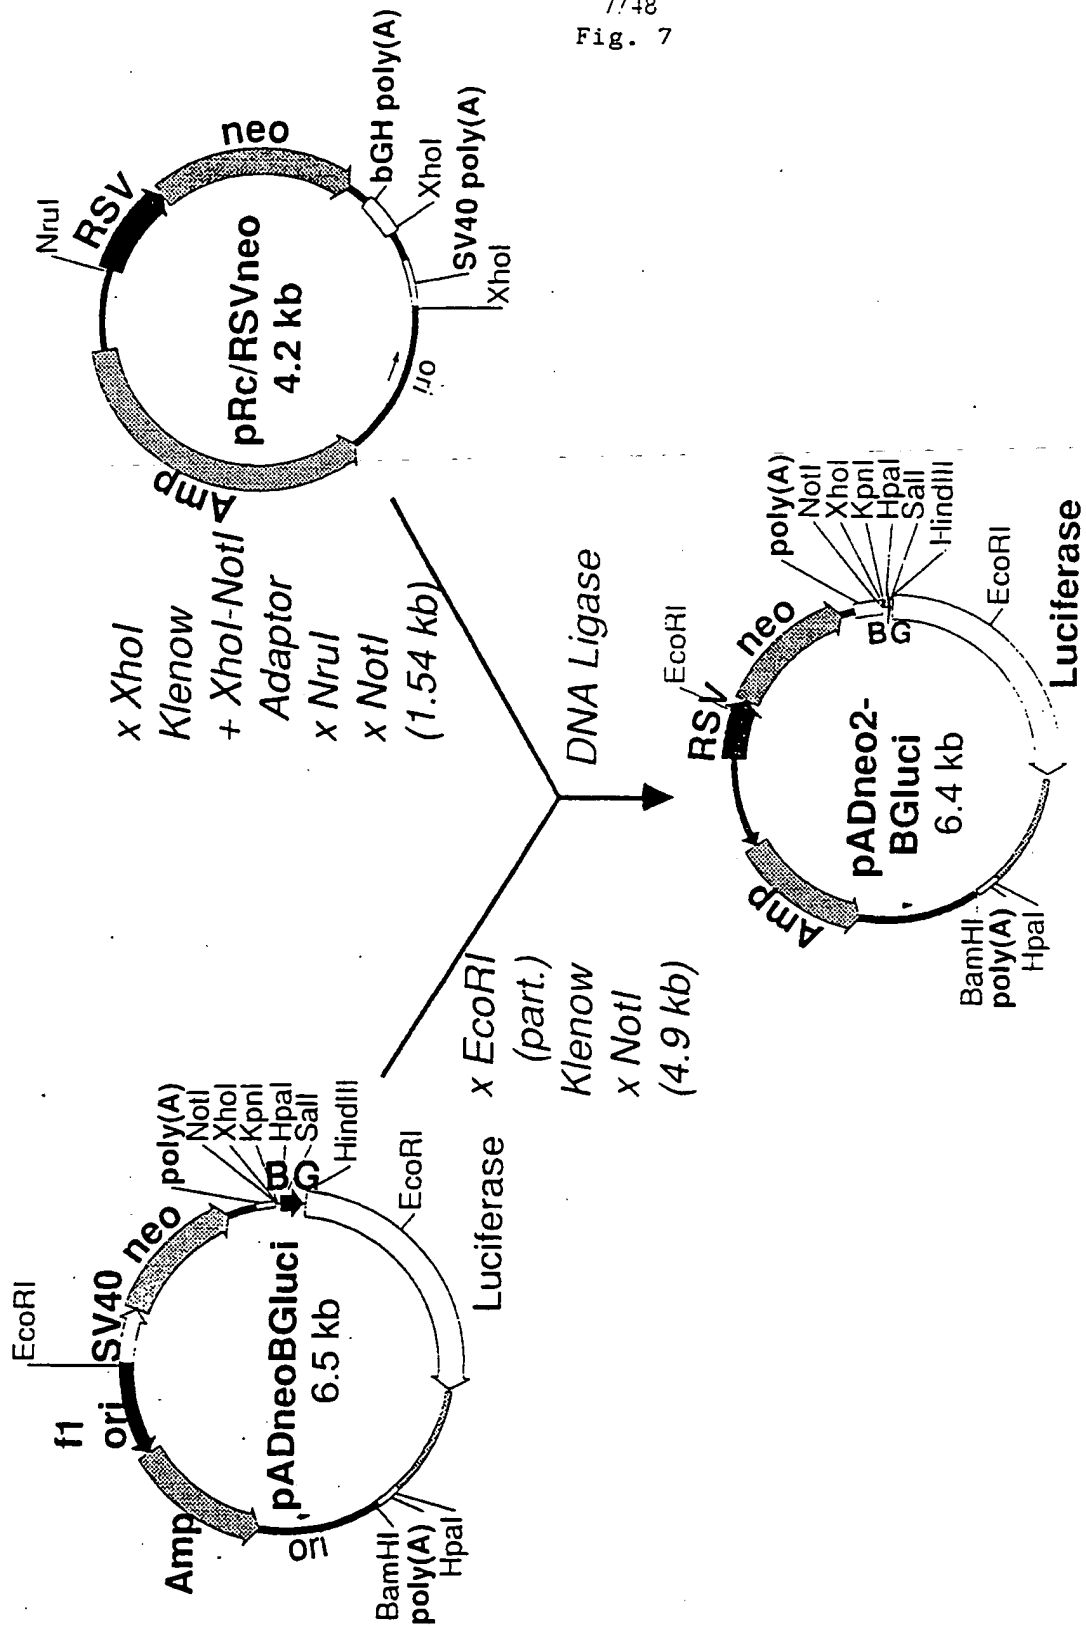 7/48
Fig. 7
EcoRI
f1
ori
SV40
neo
poly(A)
NotI
XhoI
KpnI
HpaI
SalI
BG
HindIII
EcoRI
Luciferase
Amp
ori
BamHI
poly(A)
HpaI
pADneoBGluci
6.5 kb
x EcoRI
(part.)
Klenow
x NotI
(4.9 kb)
x XhoI
Klenow
+ XhoI-NotI
Adaptor
x NruI
x NotI
(1.54 kb)
DNA Ligase
NruI
RSV
neo
bGH poly(A)
XhoI
SV40 poly(A)
XhoI
ori
Amp
pRc/RSVneo
4.2 kb
EcoRI
RSV
neo
poly(A)
NotI
XhoI
KpnI
HpaI
SalI
HindIII
BG
EcoRI
Luciferase
Amp
BamHI
poly(A)
HpaI
pADneo2-
BGluci
6.4 kb